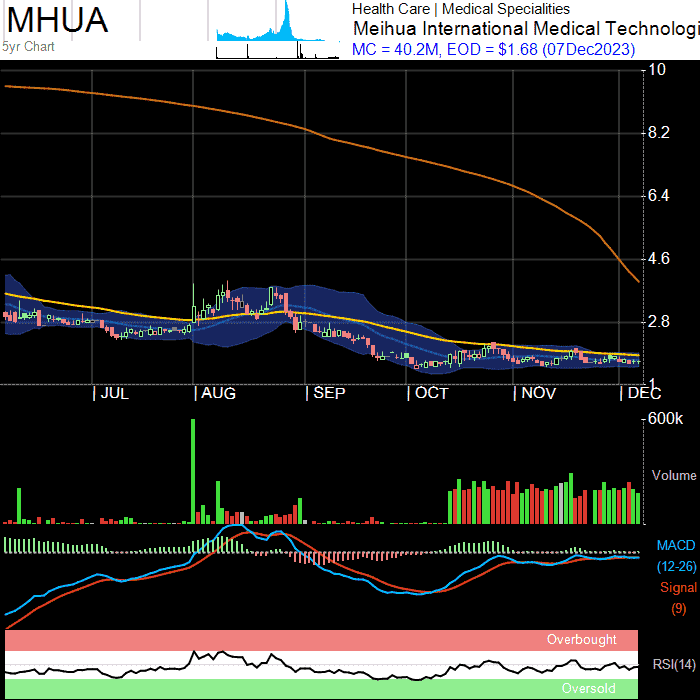 MHUA
5yr Chart
Health Care | Medical Specialities
Meihua International Medical Technologi
MC = 40.2M, EOD = $1.68 (07Dec2023)
10
8.2
6.4
4.6
2.8
1
| JUL | AUG | SEP | OCT | NOV | DEC
600k
Volume
MACD
(12-26)
Signal
(9)
Overbought
RSI(14)
Oversold